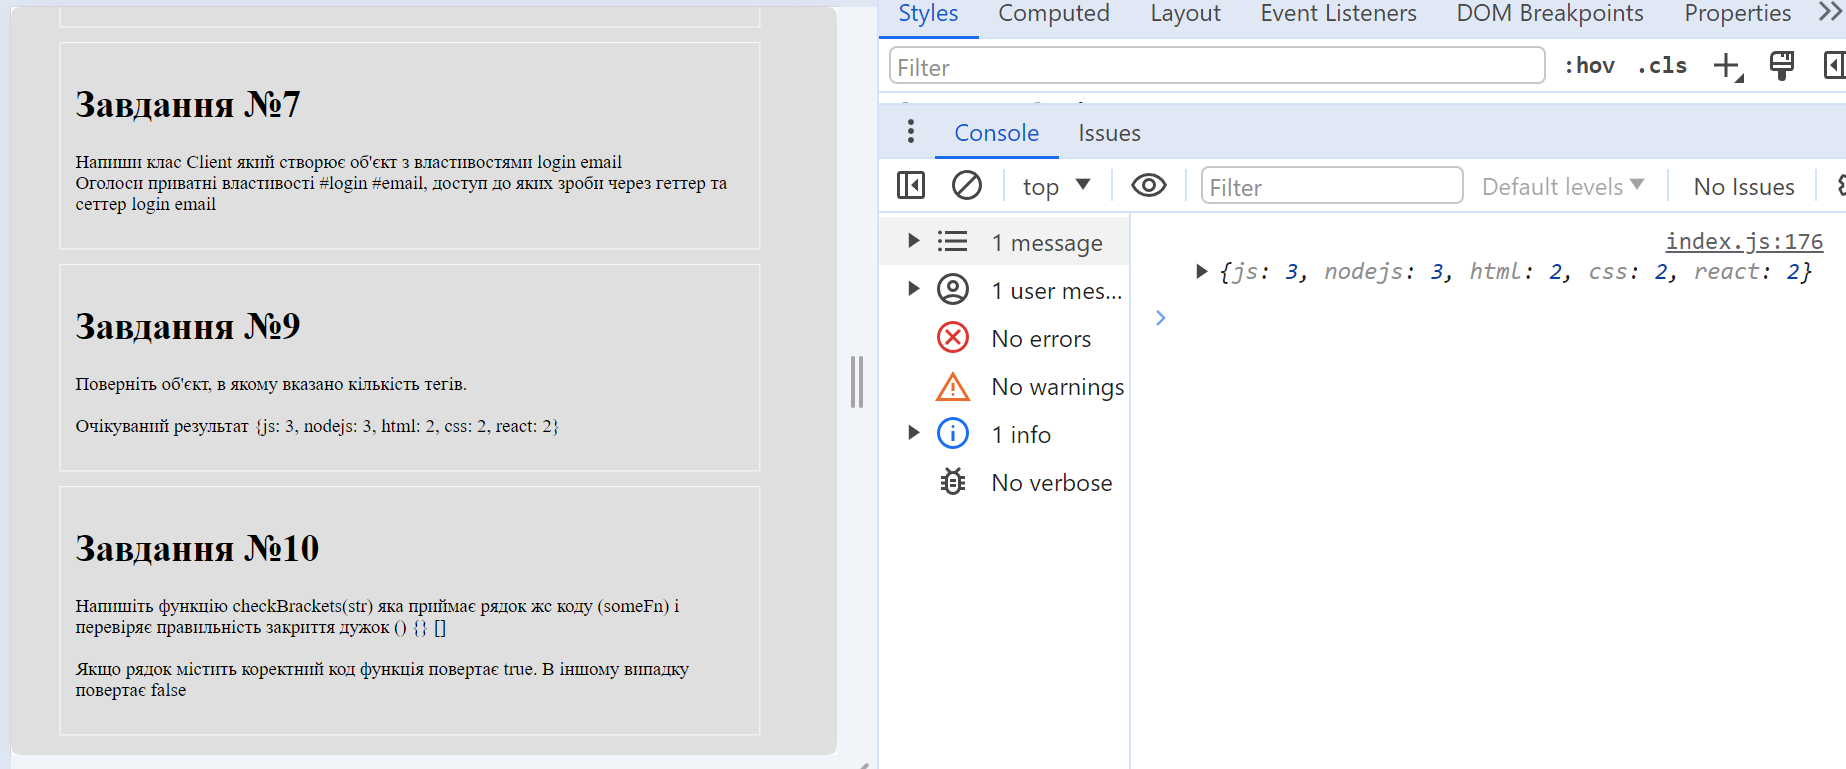 Завдання №7
Напиши клас Client який створює об'єкт з властивостями login email
Оголоси приватні властивості #login #email, доступ до яких зроби через геттер та
сеттер login email
Завдання №9
Поверніть об'єкт, в якому вказано кількість тегів.
Очікуваний результат {js: 3, nodejs: 3, html: 2, css: 2, react: 2}
Завдання №10
Напишіть функцію checkBrackets(str) яка приймає рядок жс коду (someFn) і
перевіряє правильність закриття дужок () {} []
Якщо рядок містить коректний код функція повертає true. В іншому випадку
повертає false
Styles Computed Layout Event Listeners DOM Breakpoints Properties
Filter :hov .cls
Console Issues
top Filter Default levels No Issues
1 message
1 user mes...
No errors
No warnings
1 info
No verbose
index.js:176
{js: 3, nodejs: 3, html: 2, css: 2, react: 2}